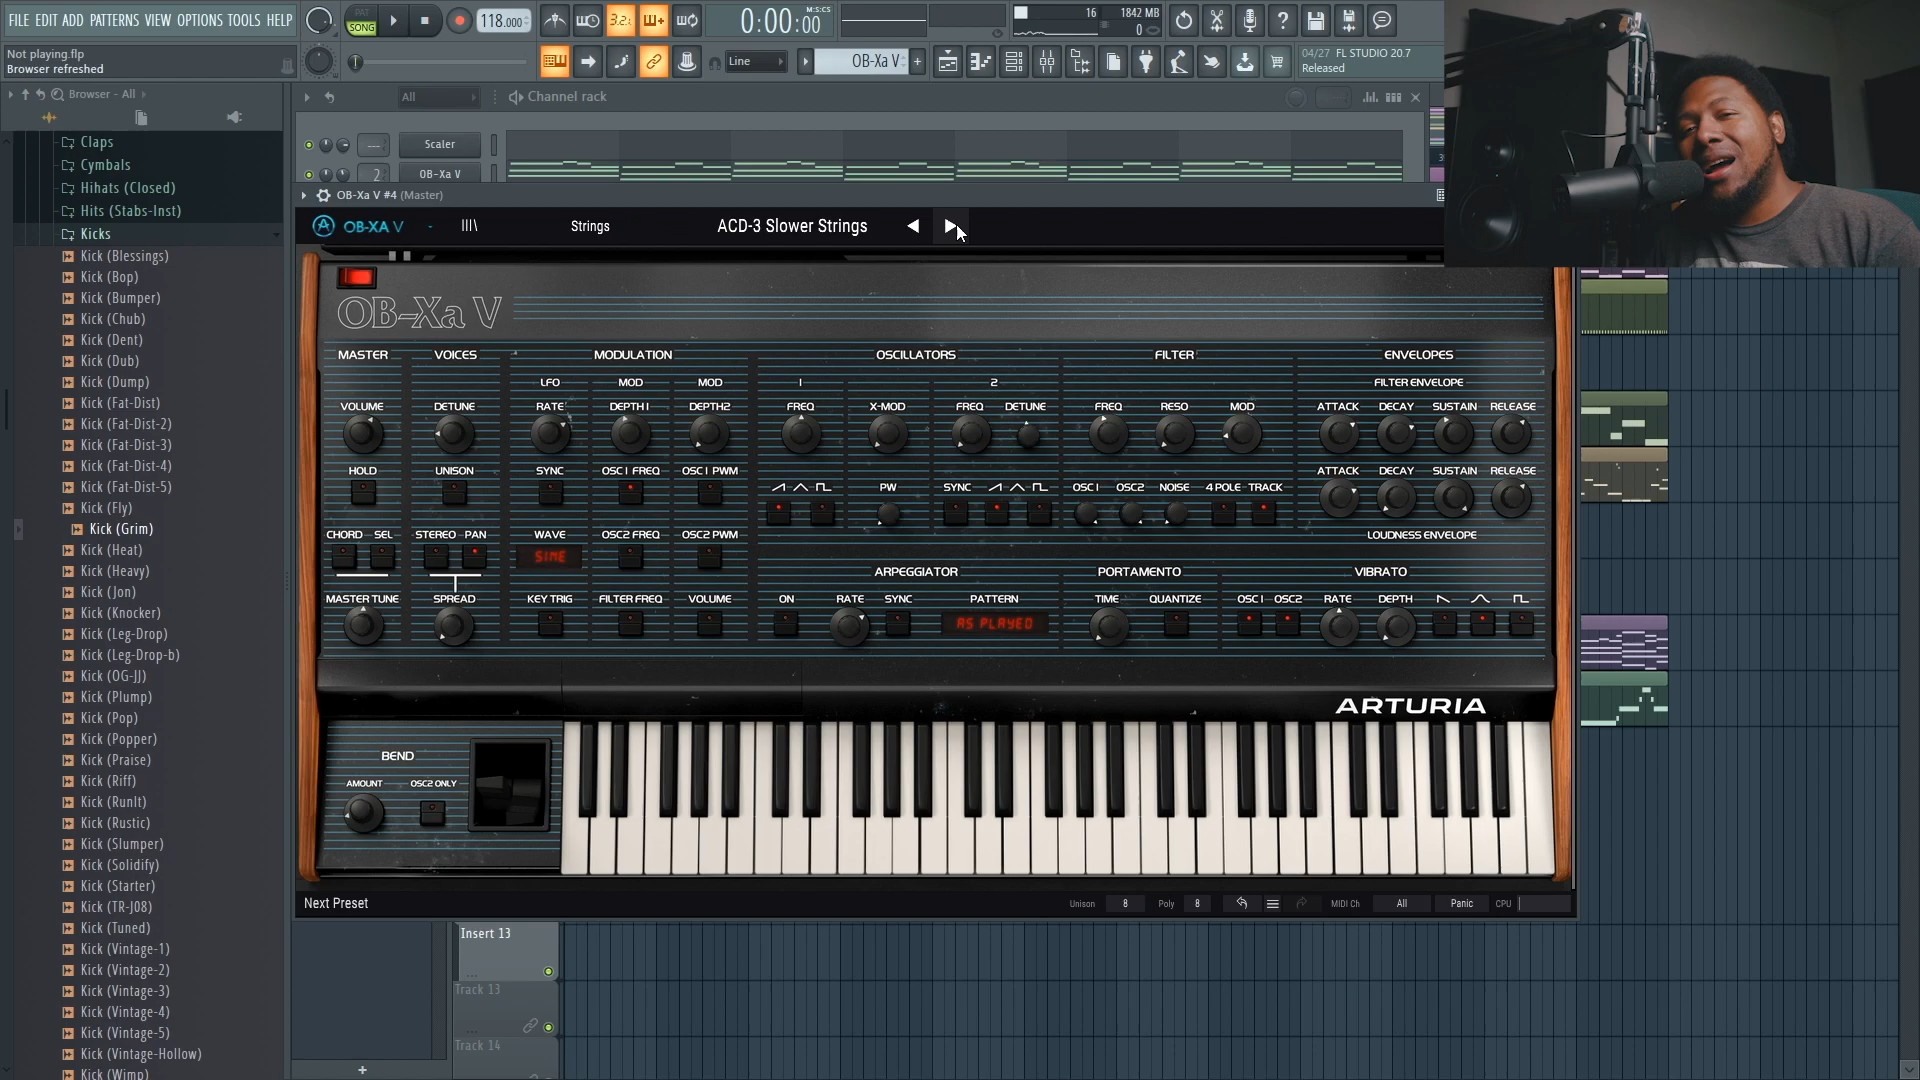 FILE EDIT ADD PATTERNS VIEW OPTIONS TOOLS HELP
PAT
SONG
118.000
3.2.
0:00:00
M:S:CS
16
1842 MB
0
Not playing.flp
Browser refreshed
Line
OB-Xa V
+
04/27 FL STUDIO 20.7
Released
Browser - All
All
Channel rack
Claps
Cymbals
Hihats (Closed)
Hits (Stabs-Inst)
Kicks
Kick (Blessings)
Kick (Bop)
Kick (Bumper)
Kick (Chub)
Kick (Dent)
Kick (Dub)
Kick (Dump)
Kick (Fat-Dist)
Kick (Fat-Dist-2)
Kick (Fat-Dist-3)
Kick (Fat-Dist-4)
Kick (Fat-Dist-5)
Kick (Fly)
Kick (Grim)
Kick (Heat)
Kick (Heavy)
Kick (Jon)
Kick (Knocker)
Kick (Leg-Drop)
Kick (Leg-Drop-b)
Kick (OG-JJ)
Kick (Plump)
Kick (Pop)
Kick (Popper)
Kick (Praise)
Kick (Riff)
Kick (RunIt)
Kick (Rustic)
Kick (Slumper)
Kick (Solidify)
Kick (Starter)
Kick (TR-J08)
Kick (Tuned)
Kick (Vintage-1)
Kick (Vintage-2)
Kick (Vintage-3)
Kick (Vintage-4)
Kick (Vintage-5)
Kick (Vintage-Hollow)
Kick (Wimp)
--- Scaler
2 OB-Xa V
OB-Xa V #4 (Master)
OB-XA V
Strings
ACD-3 Slower Strings
OB-Xa V
MASTER VOICES MODULATION OSCILLATORS FILTER ENVELOPES
LFO MOD MOD 1 2 FILTER ENVELOPE
VOLUME DETUNE RATE DEPTH1 DEPTH2 FREQ X-MOD FREQ DETUNE FREQ RESO MOD ATTACK DECAY SUSTAIN RELEASE
HOLD UNISON SYNC OSC1 FREQ OSC1 PWM ATTACK DECAY SUSTAIN RELEASE
PW SYNC OSC1 OSC2 NOISE 4 POLE TRACK
CHORD SEL STEREO PAN WAVE OSC2 FREQ OSC2 PWM LOUDNESS ENVELOPE
SINE
ARPEGGIATOR PORTAMENTO VIBRATO
MASTER TUNE SPREAD KEY TRIG FILTER FREQ VOLUME ON RATE SYNC PATTERN TIME QUANTIZE OSC1 OSC2 RATE DEPTH
AS PLAYED
ARTURIA
BEND
AMOUNT OSC2 ONLY
Next Preset
Unison 8 Poly 8 MIDI Ch All Panic CPU
Insert 13
Track 13
Track 14
+